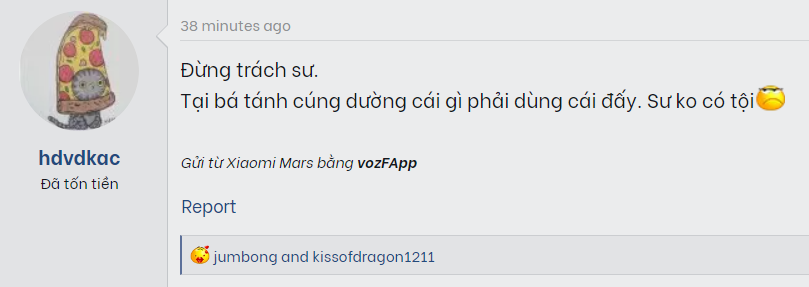 38 minutes ago
Đừng trách sư.
Tại bá tánh cúng dường cái gì phải dùng cái đấy. Sư ko có tội
hdvdkac
Đã tốn tiền
Gửi từ Xiaomi Mars bằng vozFApp
Report
jumbong and kissofdragon1211